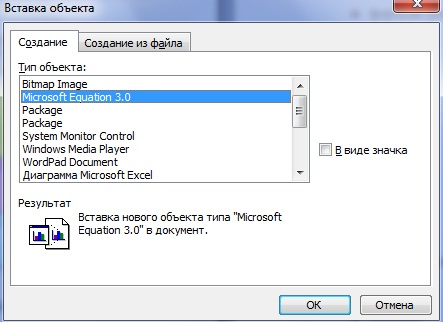 Вставка объекта
Создание
Создание из файла
Тип объекта:
Bitmap Image
Microsoft Equation 3.0
Package
Package
System Monitor Control
Windows Media Player
WordPad Document
Диаграмма Microsoft Excel
В виде значка
Результат
Вставка нового объекта типа "Microsoft
Equation 3.0" в документ.
OK
Отмена